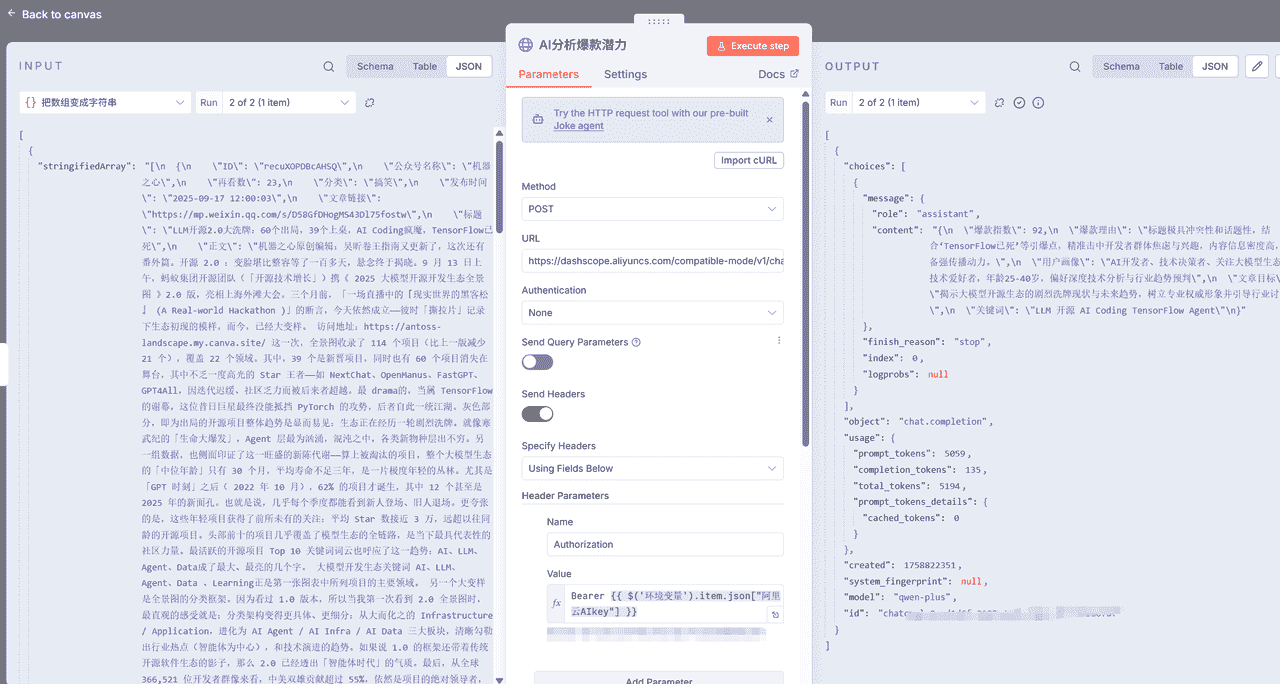 ← Back to canvas
INPUT
Schema Table JSON
{} 把数组变成字符串
Run 2 of 2 (1 item)
[
{
"stringifiedArray": "[\n {\n \"ID\": \"recuXOPDBcAHSQ\",\n \"公众号名称\": \"机器
之心\",\n \"再看数\": 23,\n \"分类\": \"搞笑\",\n \"发布时间
\": \"2025-09-17 12:00:03\",\n \"文章链接\":
\"https://mp.weixin.qq.com/s/D58GfDHogMS43Dl75fostw\",\n \"标题
\": \"LLM开源2.0大洗牌：60个出局，39个上桌，AI Coding疯魔，TensorFlow已
死\",\n \"正文\": \"机器之心原创编辑：吴昕卷王指南又更新了，这次还有
番外篇。开源 2.0 ：变脸堪比整容等了一百多天，悬念终于揭晓。9 月 13 日上
午，蚂蚁集团开源团队（「开源技术增长」）携《 2025 大模型开源开发生态全景
图 》2.0 版，亮相上海外滩大会。三个月前，「一场直播中的『现实世界的黑客松
』 (A Real-world Hackathon )」的断言，今天依然成立——彼时「撕拉片」记录
下生态初现的模样，而今，已经大变样。 访问地址：https://antoss-
landscape.my.canva.site/ 这一次，全景图收录了 114 个项目（比上一版减少
21 个），覆盖 22 个领域。其中，39 个是新晋项目，同时也有 60 个项目消失在
舞台，其中不乏一度高光的 Star 王者——如 NextChat、OpenManus、FastGPT、
GPT4All，因迭代迟缓、社区乏力而被后来者超越。最 drama的，当属 TensorFlow
的谢幕，这位昔日巨星最终没能抵挡 PyTorch 的攻势，后者自此一统江湖。灰色部
分，即为出局的开源项目整体趋势是显而易见：生态正在经历一轮剧烈洗牌。就像寒
武纪的「生命大爆发」，Agent 层最为汹涌，混沌之中，各类新物种层出不穷。另
一组数据，也侧面印证了这一旺盛的新陈代谢——算上被淘汰的项目，整个大模型生态
的「中位年龄」只有 30 个月，平均寿命不足三年，是一片极度年轻的丛林。尤其是
「GPT 时刻」之后（ 2022 年 10 月），62% 的项目才诞生，其中 12 个甚至是
2025 年的新面孔。也就是说，几乎每个季度都能看到新人登场、旧人退场。更夸张
的是，这些年轻项目获得了前所未有的关注：平均 Star 数接近 3 万，远超以往同
龄的开源项目。头部前十的项目几乎覆盖了模型生态的全链路，是当下最具代表性的
社区力量。最活跃的开源项目 Top 10 关键词词云也呼应了这一趋势：AI、LLM、
Agent、Data成了最大、最亮的几个字。 大模型开发生态关键词 AI、LLM、
Agent、Data 、Learning正是第一张图表中所列项目的主要领域。 另一个大变样
是全景图的分类框架。因为看过 1.0 版本，所以当我第一次看到 2.0 全景图时，
最直观的感受就是：分类架构变得更具体、更细分：从大而化之的 Infrastructure
/ Application，进化为 AI Agent / AI Infra / AI Data 三大板块，清晰勾勒
出行业热点（智能体为中心），和技术演进的趋势。如果说 1.0 的框架还带着传统
开源软件生态的影子，那么 2.0 已经透出「智能体时代」的气质。最后，从全球
366,521 位开发者群像来看，中美双雄贡献超过 55%，依然是项目的绝对领导者，
AI分析爆款潜力
Execute step
Parameters Settings Docs
Try the HTTP request tool with our pre-built
Joke agent
Import cURL
Method
POST
URL
https://dashscope.aliyuncs.com/compatible-mode/v1/cha
Authentication
None
Send Query Parameters
Send Headers
Specify Headers
Using Fields Below
Header Parameters
Name
Authorization
Value
fx Bearer {{ $('环境变量').item.json["阿里
云AIkey"] }}
Add Parameter
OUTPUT
Schema Table JSON
Run 2 of 2 (1 item)
[
{
"choices": [
{
"message": {
"role": "assistant",
"content": "{\n \"爆款指数\": 92,\n \"爆款理由\": \"标题极具冲突性和话题性，结
合'TensorFlow已死'等引爆点，精准击中开发者群体焦虑与兴趣，内容信息密度高，
备强传播动力。\",\n \"用户画像\": \"AI开发者、技术决策者、关注大模型生态
技术爱好者，年龄25-40岁，偏好深度技术分析与行业趋势预判\",\n \"文章目标\"
\"揭示大模型开源生态的剧烈洗牌现状与未来趋势，树立专业权威形象并引导行业讨
\",\n \"关键词\": \"LLM 开源 AI Coding TensorFlow Agent\"\n}"
},
"finish_reason": "stop",
"index": 0,
"logprobs": null
}
],
"object": "chat.completion",
"usage": {
"prompt_tokens": 5059,
"completion_tokens": 135,
"total_tokens": 5194,
"prompt_tokens_details": {
"cached_tokens": 0
}
},
"created": 1758822351,
"system_fingerprint": null,
"model": "qwen-plus",
"id":
}
]